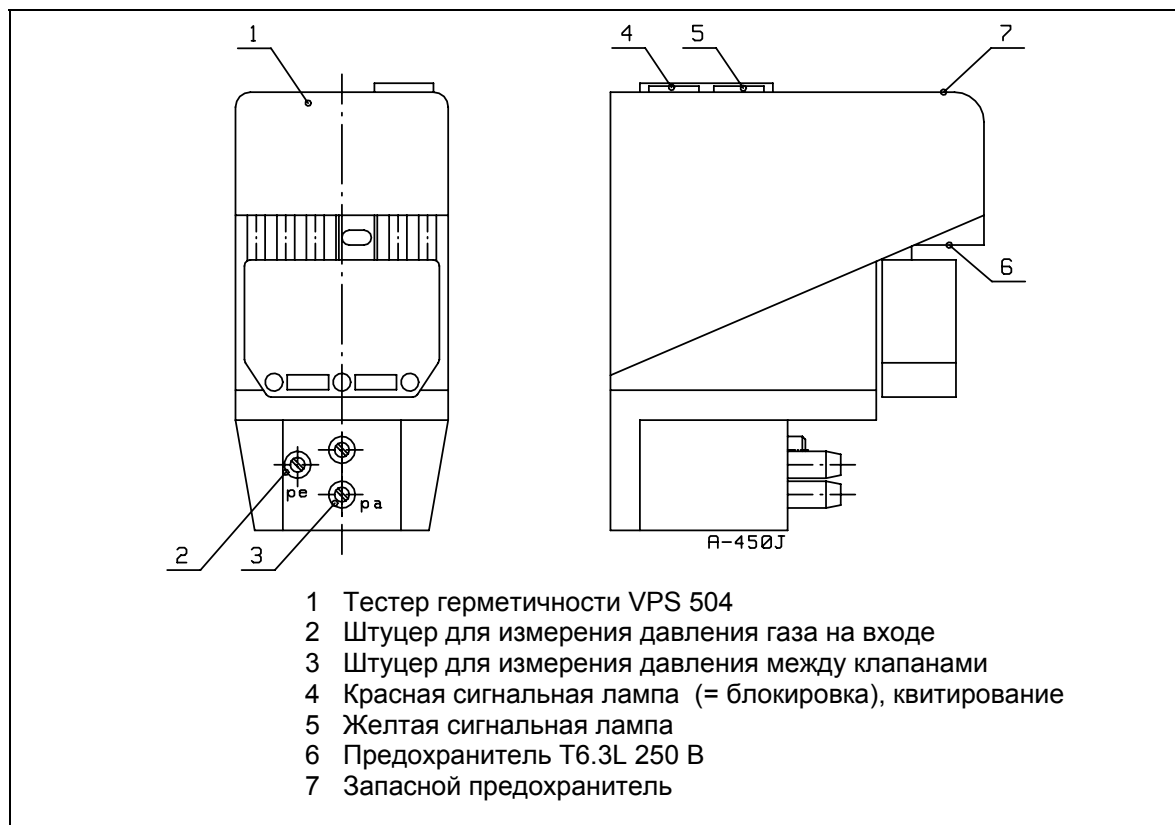 1 4 5 7
6
pe
pa
A-450J
2 3
1 Тестер герметичности VPS 504
2 Штуцер для измерения давления газа на входе
3 Штуцер для измерения давления между клапанами
4 Красная сигнальная лампа (= блокировка), квитирование
5 Желтая сигнальная лампа
6 Предохранитель T6.3L 250 В
7 Запасной предохранитель